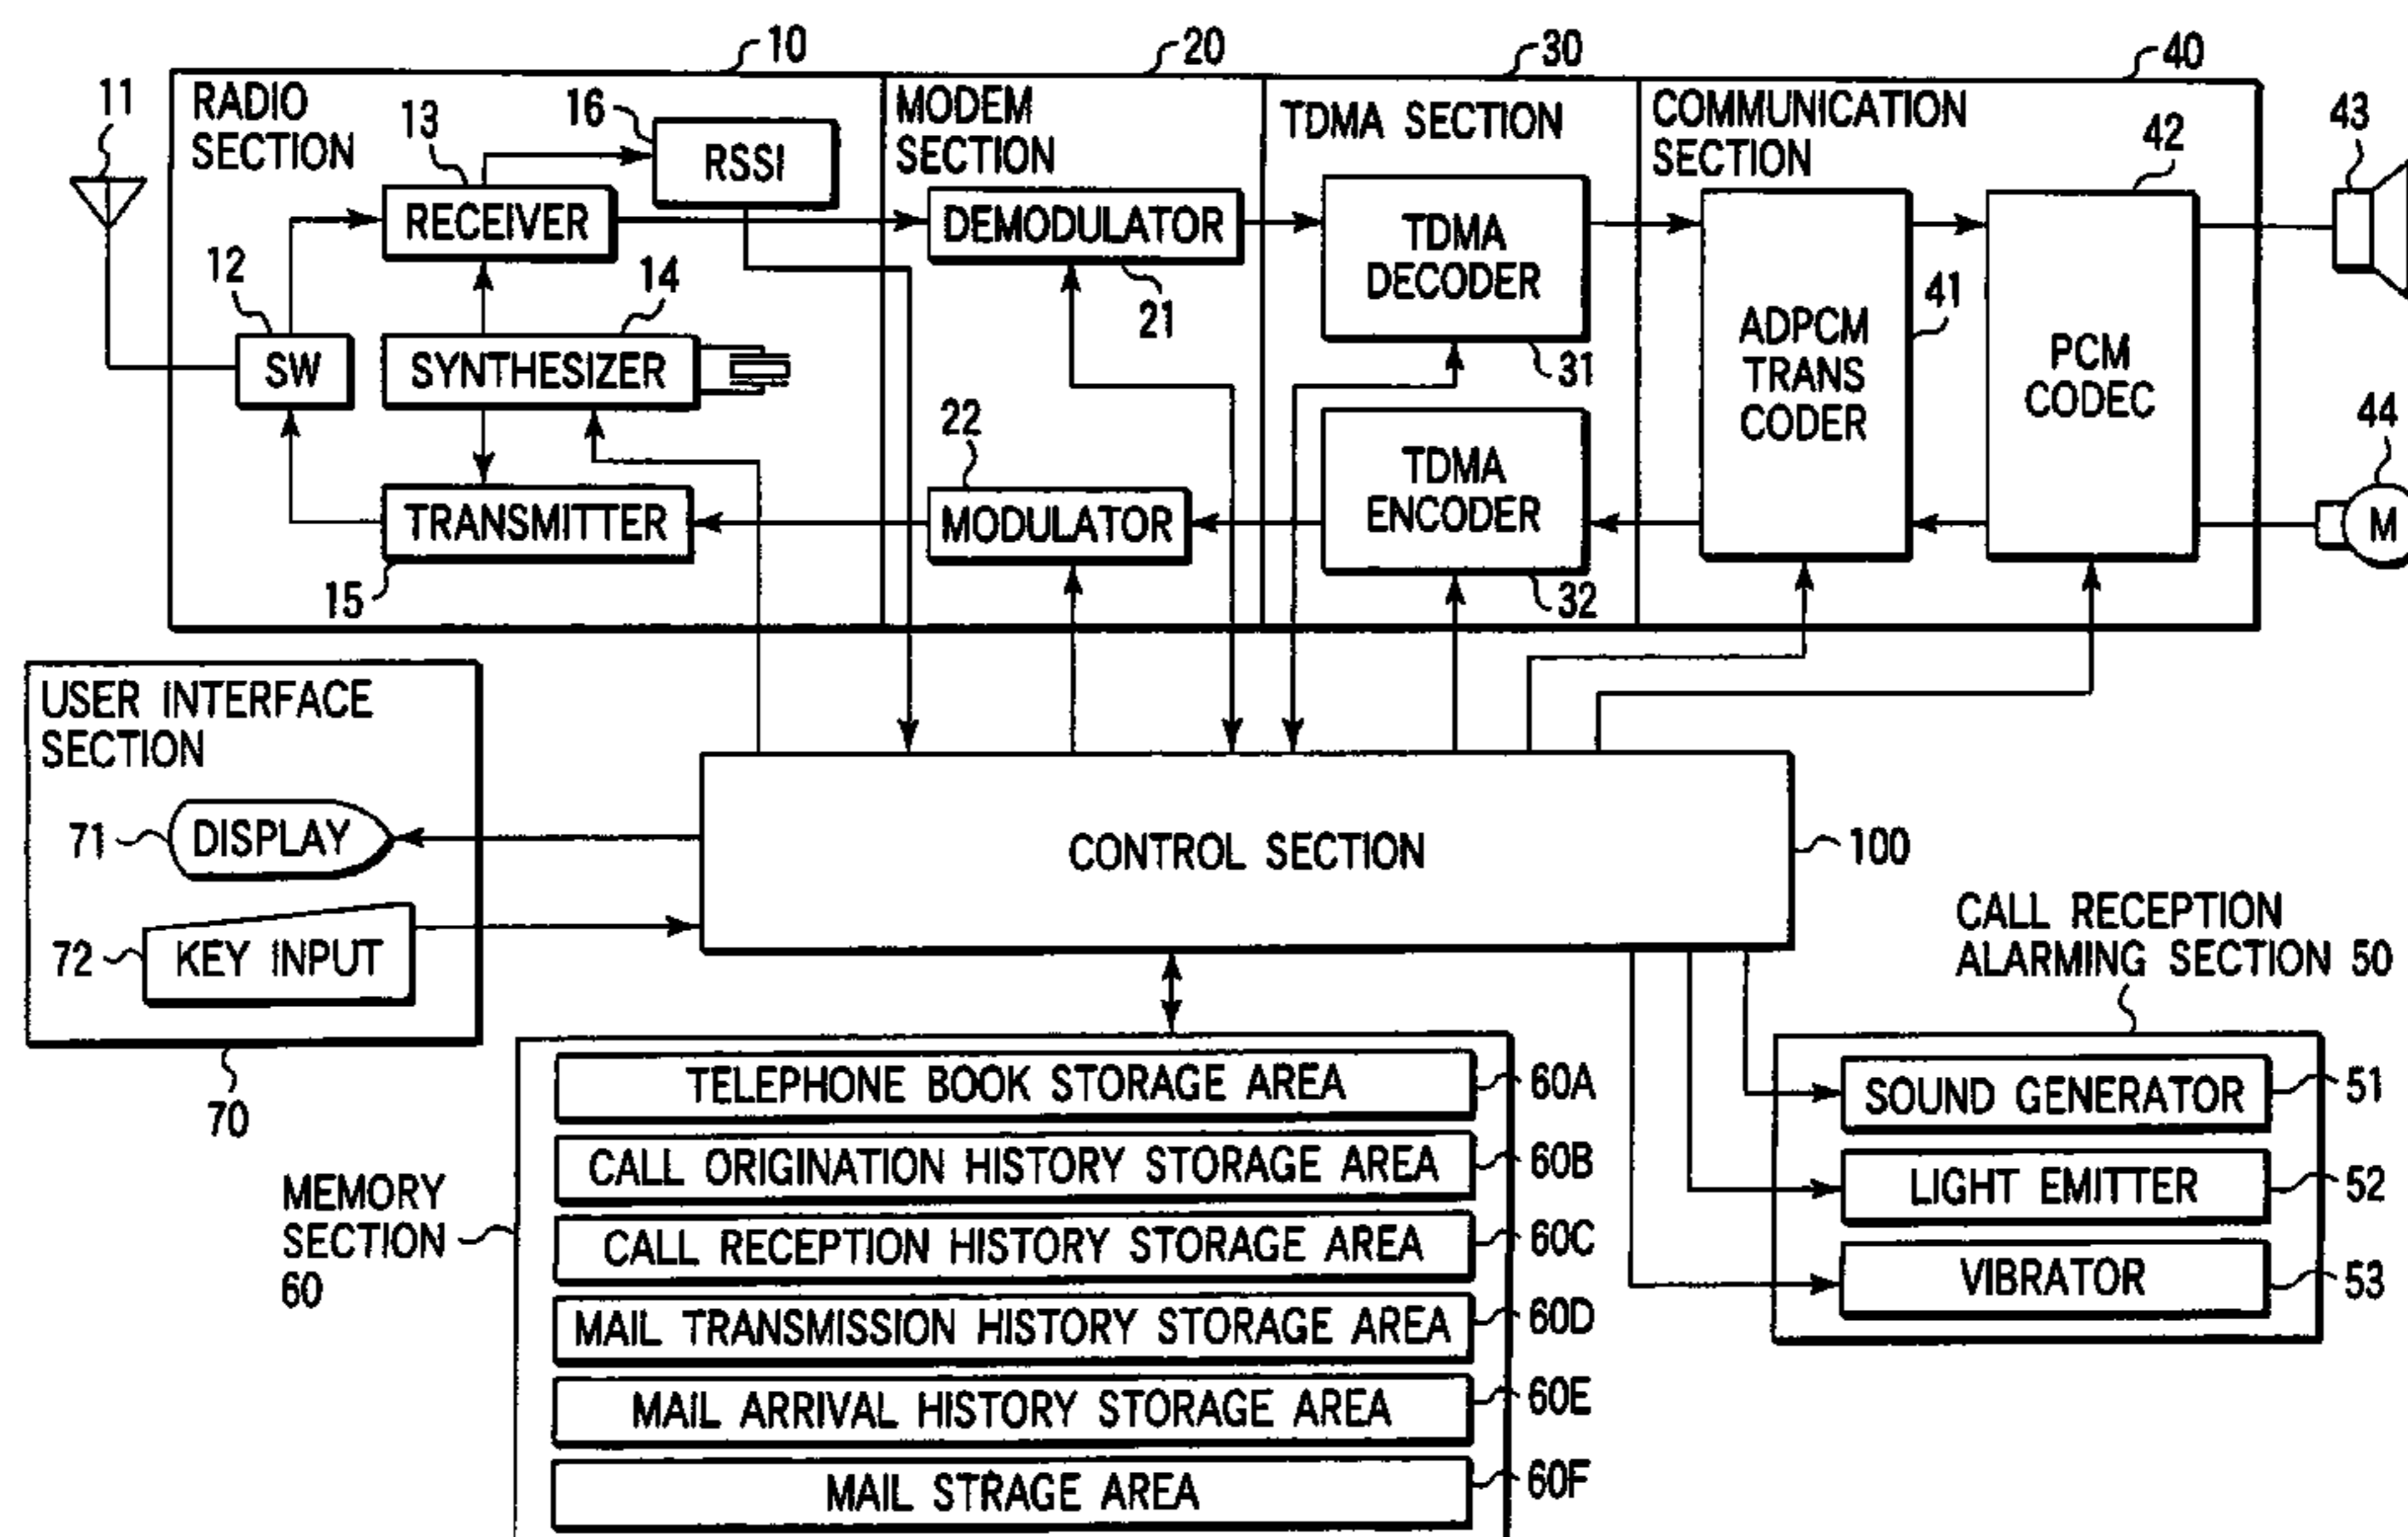 10
20
30
40
11
RADIO
SECTION
13
16
RSSI
MODEM
SECTION
TDMA SECTION
COMMUNICATION
SECTION
42
43
RECEIVER
DEMODULATOR
21
TDMA
DECODER
31
12
SW
14
SYNTHESIZER
ADPCM
TRANS
CODER
41
PCM
CODEC
44
M
22
TRANSMITTER
15
MODULATOR
TDMA
ENCODER
32
USER INTERFACE
SECTION
71
DISPLAY
72
KEY INPUT
70
CONTROL SECTION
100
CALL RECEPTION
ALARMING SECTION 50
MEMORY
SECTION
60
TELEPHONE BOOK STORAGE AREA
60A
CALL ORIGINATION HISTORY STORAGE AREA
60B
CALL RECEPTION HISTORY STORAGE AREA
60C
MAIL TRANSMISSION HISTORY STORAGE AREA
60D
MAIL ARRIVAL HISTORY STORAGE AREA
60E
MAIL STRAGE AREA
60F
SOUND GENERATOR
51
LIGHT EMITTER
52
VIBRATOR
53